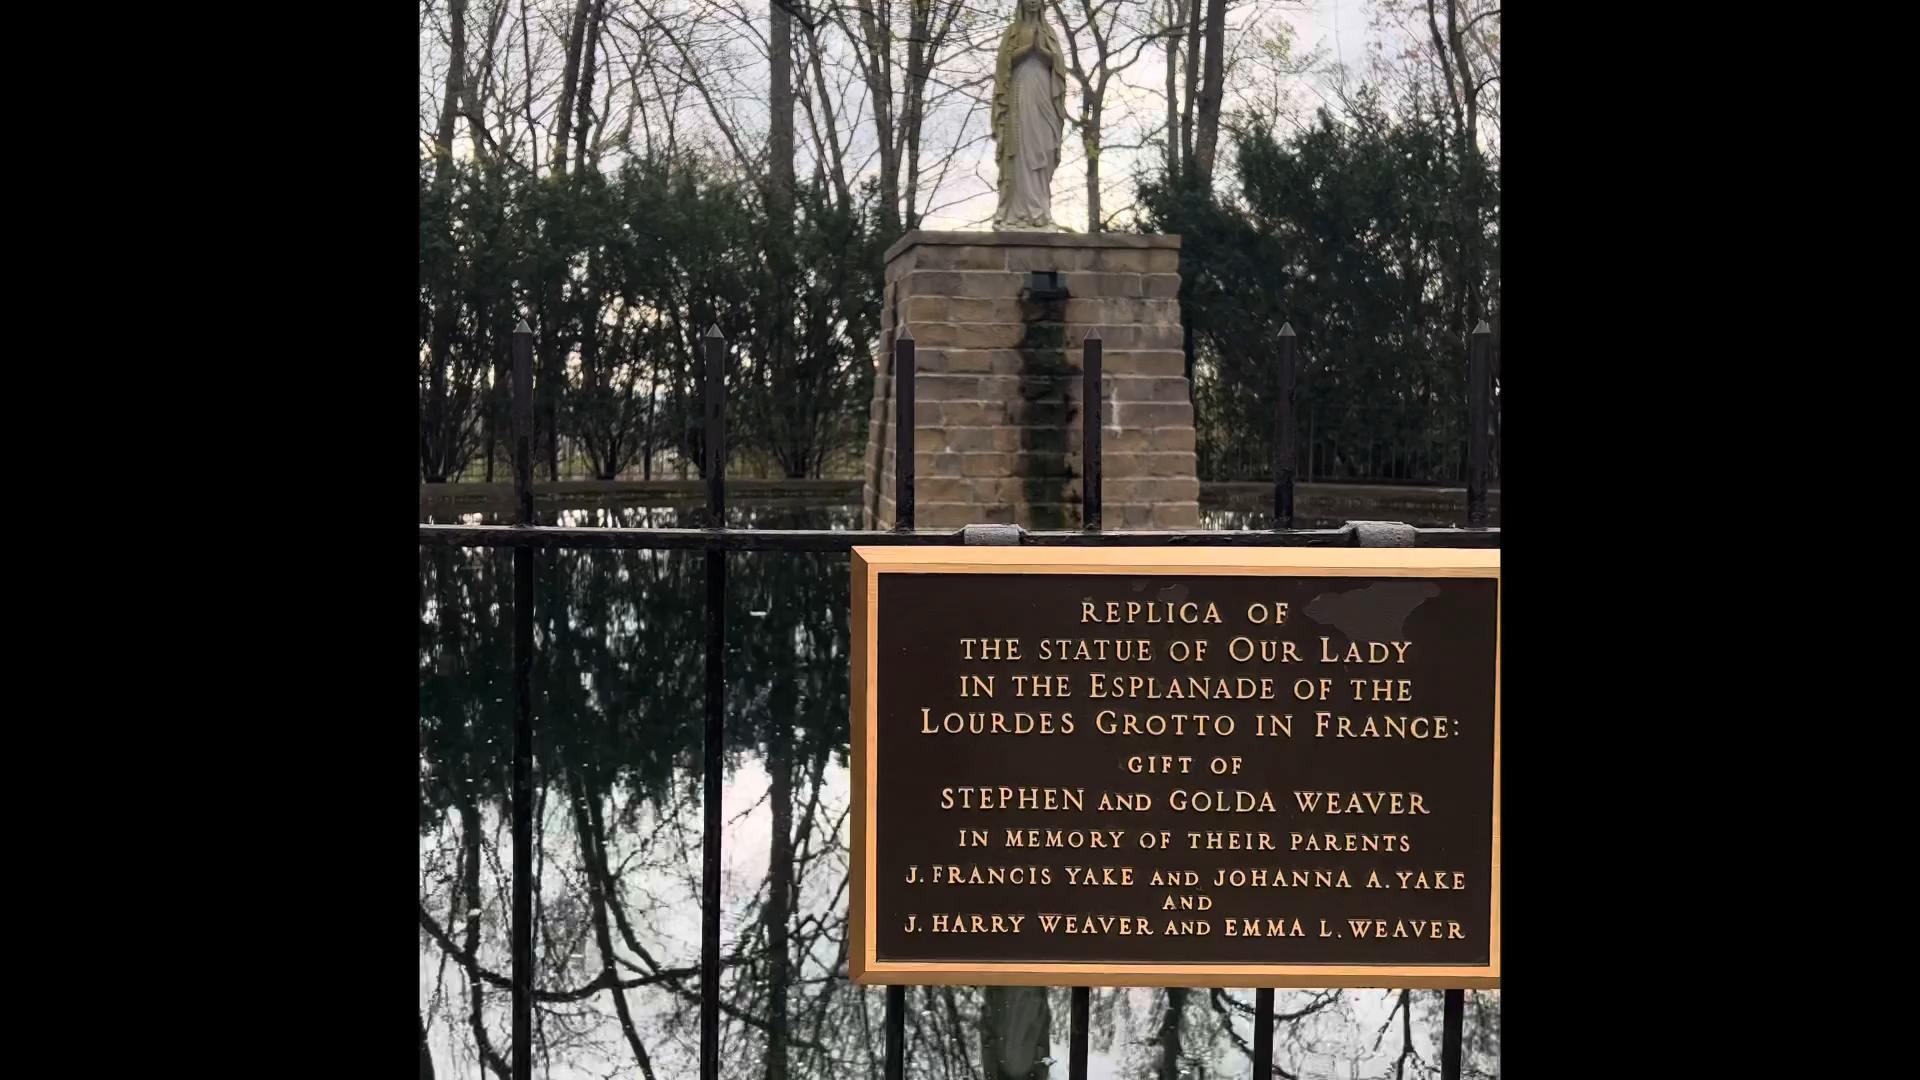 REPLICA OF
THE STATUE OF OUR LADY
IN THE ESPLANADE OF THE
LOURDES GROTTO IN FRANCE:
GIFT OF
STEPHEN AND GOLDA WEAVER
IN MEMORY OF THEIR PARENTS
J. FRANCIS YAKE AND JOHANNA A. YAKE
AND
J. HARRY WEAVER AND EMMA L. WEAVER